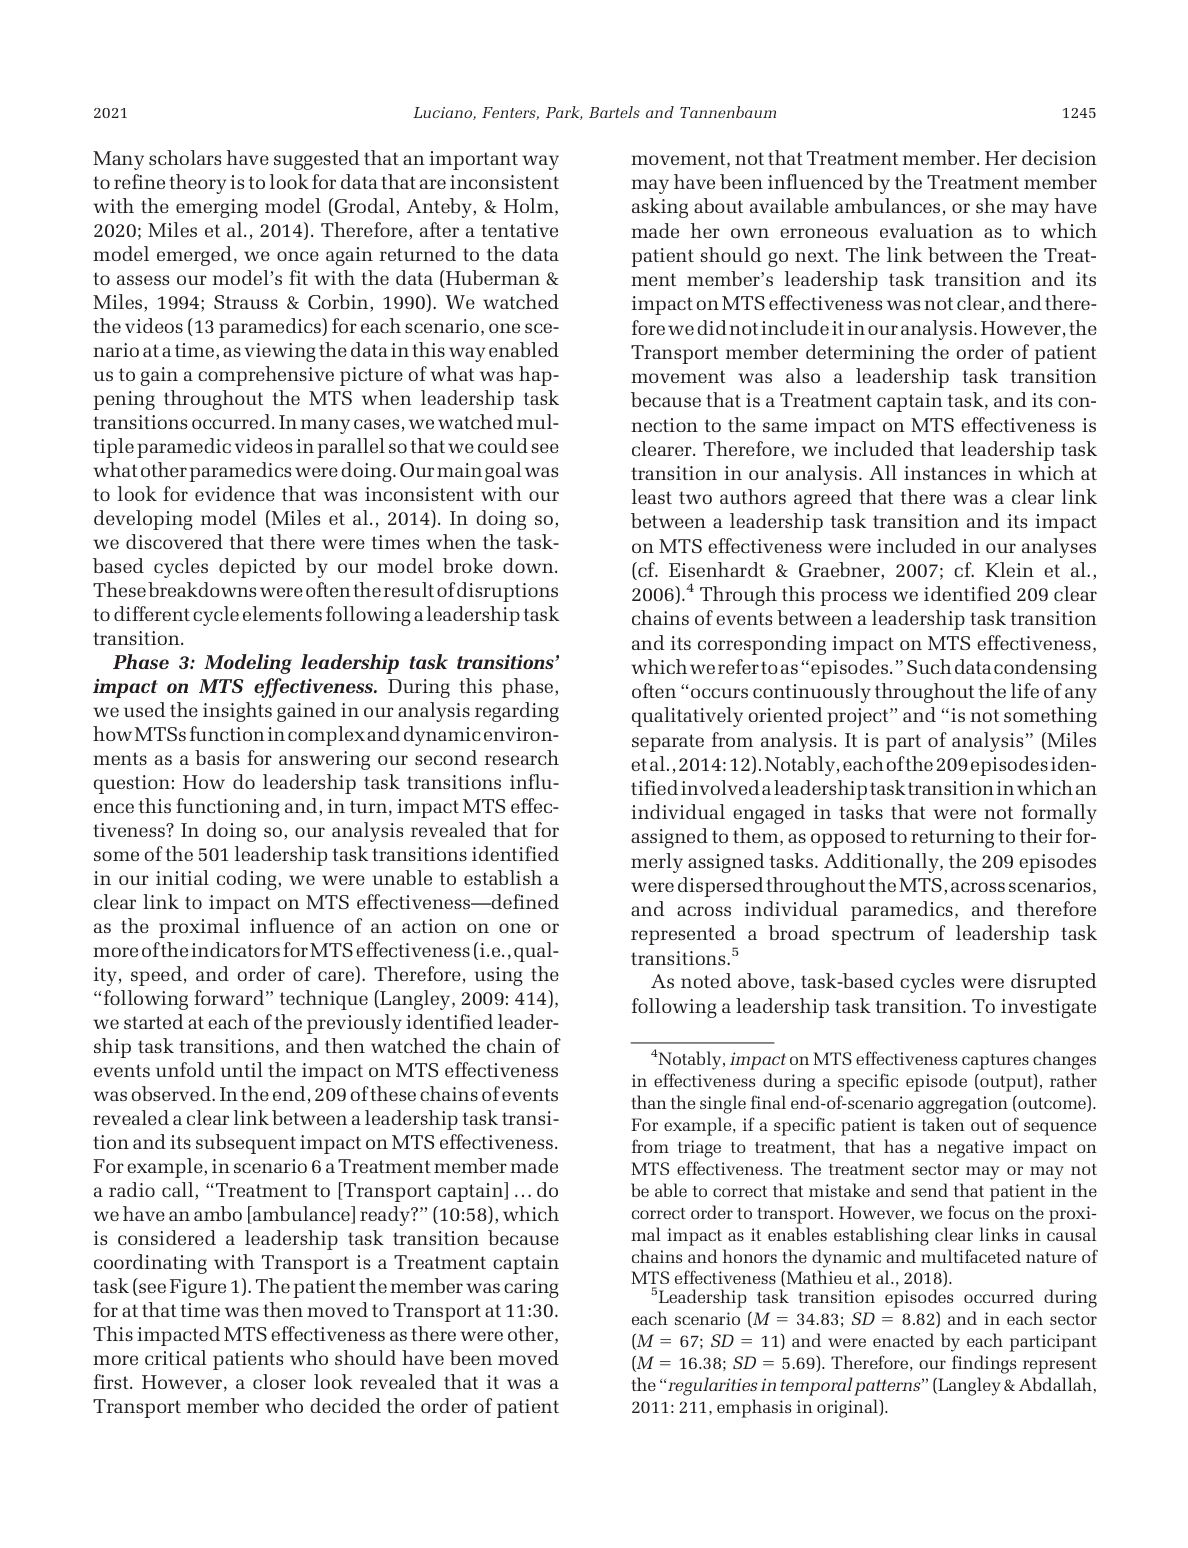 2021
Luciano, Fenters, Park, Bartels and Tannenbaum
1245
Many scholars have suggested that an important way
to refine theory is to look for data that are inconsistent
with the emerging model (Grodal, Anteby, & Holm,
2020; Miles et al., 2014). Therefore, after a tentative
model emerged, we once again returned to the data
to assess our model's fit with the data (Huberman &
Miles, 1994; Strauss & Corbin, 1990). We watched
the videos (13 paramedics) for each scenario, one sce-
nario at a time, as viewing the data in this way enabled
us to gain a comprehensive picture of what was hap-
pening throughout the MTS when leadership task
transitions occurred. In many cases, we watched mul-
tiple paramedic videos in parallel so that we could see
what other paramedics were doing. Our main goal was
to look for evidence that was inconsistent with our
developing model (Miles et al., 2014). In doing so,
we discovered that there were times when the task-
based cycles depicted by our model broke down.
These breakdowns were often the result of disruptions
to different cycle elements following a leadership task
transition.
Phase 3: Modeling leadership task transitions'
impact on MTS effectiveness. During this phase,
we used the insights gained in our analysis regarding
how MTSs function in complex and dynamic environ-
ments as a basis for answering our second research
question: How do leadership task transitions influ-
ence this functioning and, in turn, impact MTS effec-
tiveness? In doing so, our analysis revealed that for
some of the 501 leadership task transitions identified
in our initial coding, we were unable to establish a
clear link to impact on MTS effectiveness—defined
as the proximal influence of an action on one or
more of the indicators for MTS effectiveness (i.e., qual-
ity, speed, and order of care). Therefore, using the
“following forward” technique (Langley, 2009: 414),
we started at each of the previously identified leader-
ship task transitions, and then watched the chain of
events unfold until the impact on MTS effectiveness
was observed. In the end, 209 of these chains of events
revealed a clear link between a leadership task transi-
tion and its subsequent impact on MTS effectiveness.
For example, in scenario 6 a Treatment member made
a radio call, “Treatment to [Transport captain] … do
we have an ambo [ambulance] ready?” (10:58), which
is considered a leadership task transition because
coordinating with Transport is a Treatment captain
task (see Figure 1). The patient the member was caring
for at that time was then moved to Transport at 11:30.
This impacted MTS effectiveness as there were other,
more critical patients who should have been moved
first. However, a closer look revealed that it was a
Transport member who decided the order of patient
movement, not that Treatment member. Her decision
may have been influenced by the Treatment member
asking about available ambulances, or she may have
made her own erroneous evaluation as to which
patient should go next. The link between the Treat-
ment member's leadership task transition and its
impact on MTS effectiveness was not clear, and there-
fore we did not include it in our analysis. However, the
Transport member determining the order of patient
movement was also a leadership task transition
because that is a Treatment captain task, and its con-
nection to the same impact on MTS effectiveness is
clearer. Therefore, we included that leadership task
transition in our analysis. All instances in which at
least two authors agreed that there was a clear link
between a leadership task transition and its impact
on MTS effectiveness were included in our analyses
(cf. Eisenhardt & Graebner, 2007; cf. Klein et al.,
2006).4 Through this process we identified 209 clear
chains of events between a leadership task transition
and its corresponding impact on MTS effectiveness,
which we refer to as “episodes.” Such data condensing
often “occurs continuously throughout the life of any
qualitatively oriented project” and “is not something
separate from analysis. It is part of analysis” (Miles
et al., 2014: 12). Notably, each of the 209 episodes iden-
tified involved a leadership task transition in which an
individual engaged in tasks that were not formally
assigned to them, as opposed to returning to their for-
merly assigned tasks. Additionally, the 209 episodes
were dispersed throughout the MTS, across scenarios,
and across individual paramedics, and therefore
represented a broad spectrum of leadership task
transitions.5
As noted above, task-based cycles were disrupted
following a leadership task transition. To investigate
4Notably, impact on MTS effectiveness captures changes
in effectiveness during a specific episode (output), rather
than the single final end-of-scenario aggregation (outcome).
For example, if a specific patient is taken out of sequence
from triage to treatment, that has a negative impact on
MTS effectiveness. The treatment sector may or may not
be able to correct that mistake and send that patient in the
correct order to transport. However, we focus on the proxi-
mal impact as it enables establishing clear links in causal
chains and honors the dynamic and multifaceted nature of
MTS effectiveness (Mathieu et al., 2018).
5Leadership task transition episodes occurred during
each scenario (M = 34.83; SD = 8.82) and in each sector
(M = 67; SD = 11) and were enacted by each participant
(M = 16.38; SD = 5.69). Therefore, our findings represent
the “regularities in temporal patterns” (Langley & Abdallah,
2011: 211, emphasis in original).